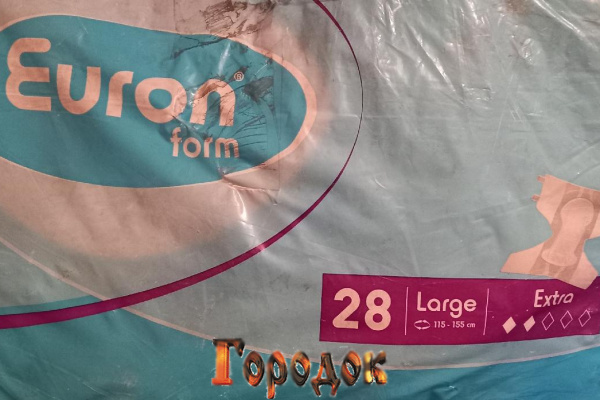 Euron®
form
28 Large Extra
115 - 155 cm
Городок